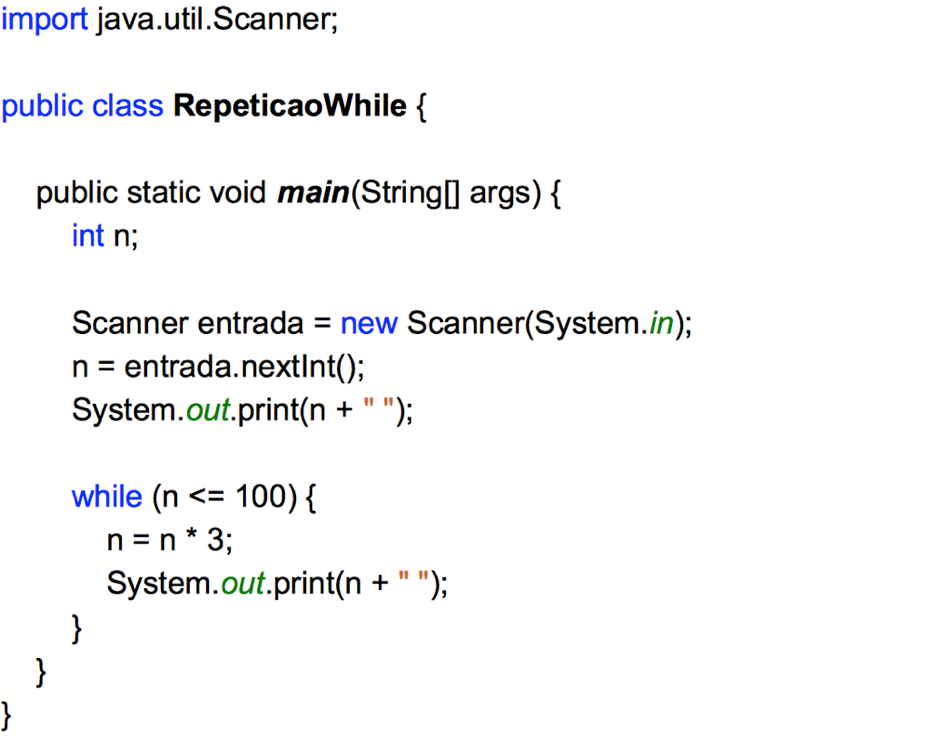 import java.util.Scanner;
public class RepeticaoWhile {
public static void main(String[] args) {
int n;
Scanner entrada = new Scanner(System.in);
n = entrada.nextInt();
System.out.print(n + " ");
while (n <= 100) {
n = n * 3;
System.out.print(n + " ");
}
}
}